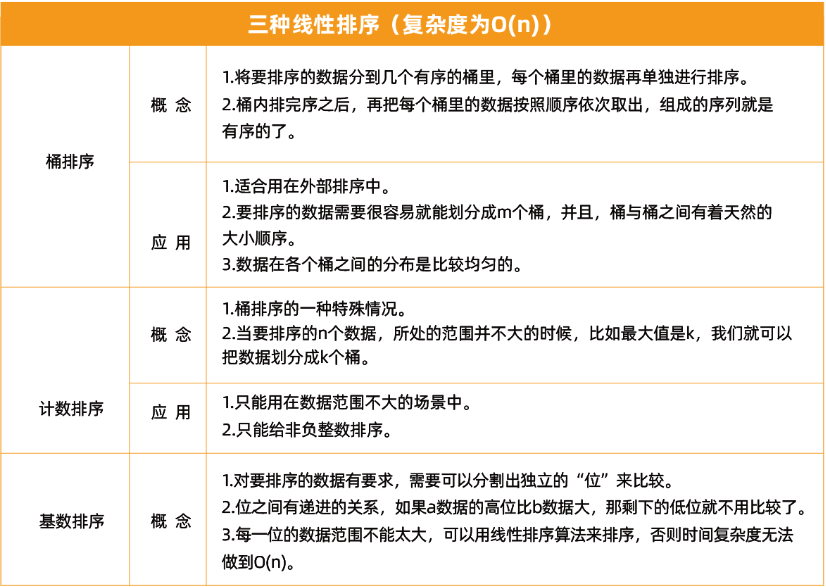 三种线性排序（复杂度为O(n)）
桶排序
概 念
1.将要排序的数据分到几个有序的桶里，每个桶里的数据再单独进行排序。
2.桶内排完序之后，再把每个桶里的数据按照顺序依次取出，组成的序列就是
有序的了。
应 用
1.适合用在外部排序中。
2.要排序的数据需要很容易就能划分成m个桶，并且，桶与桶之间有着天然的
大小顺序。
3.数据在各个桶之间的分布是比较均匀的。
计数排序
概 念
1.桶排序的一种特殊情况。
2.当要排序的n个数据，所处的范围并不大的时候，比如最大值是k，我们就可以
把数据划分成k个桶。
应 用
1.只能用在数据范围不大的场景中。
2.只能给非负整数排序。
基数排序
概 念
1.对要排序的数据有要求，需要可以分割出独立的“位”来比较。
2.位之间有递进的关系，如果a数据的高位比b数据大，那剩下的低位就不用比较了。
3.每一位的数据范围不能太大，可以用线性排序算法来排序，否则时间复杂度无法
做到O(n)。